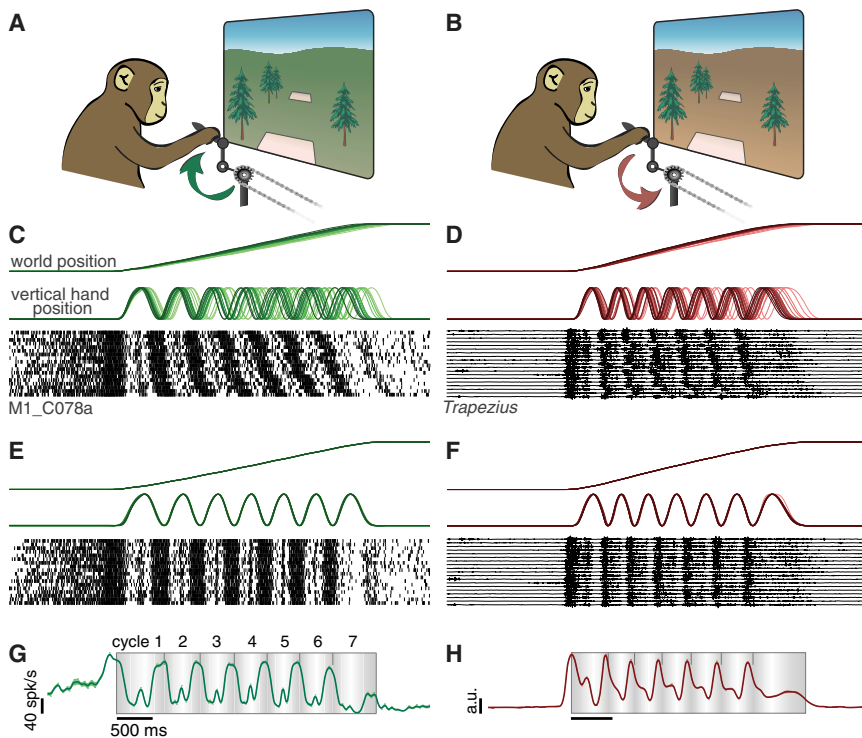 A
B
C
world position
vertical hand
position
M1_C078a
D
Trapezius
E
F
G
cycle 1 2 3 4 5 6 7
40 spk/s
500 ms
H
a.u.